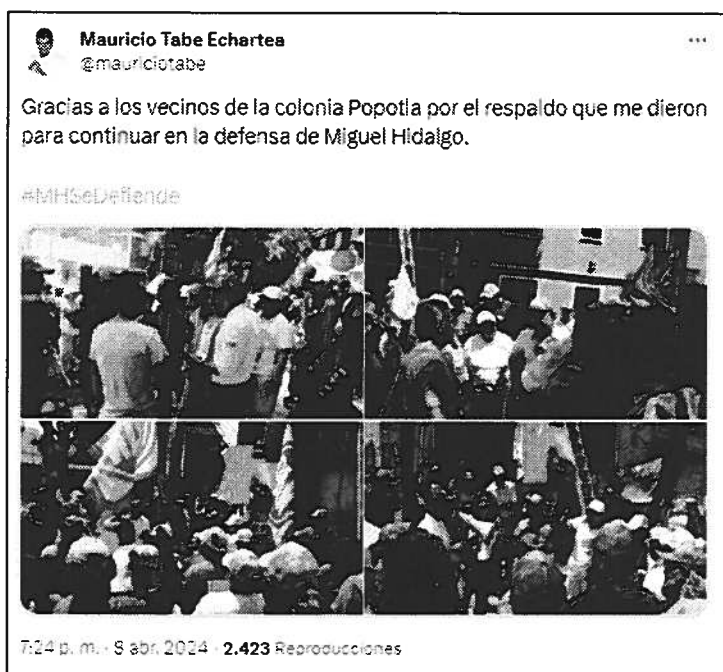 Mauricio Tabe Echartea
@mauriciotabe
Gracias a los vecinos de la colonia Popotla por el respaldo que me dieron
para continuar en la defensa de Miguel Hidalgo.
#MHSeDefiende
7:24 p. m. · 8 abr. 2024 · 2.423 Reproducciones